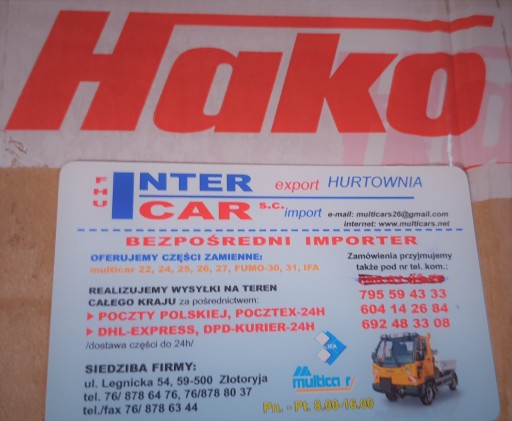 Hako
FHU INTER CAR s.c. export import HURTOWNIA
e-mail: multicars26@gmail.com
internet: www.multicars.net
BEZPOŚREDNI IMPORTER
OFERUJEMY CZĘŚCI ZAMIENNE:
multicar 22, 24, 25, 26, 27, FUMO-30, 31, IFA
Zamówienia przyjmujemy
także pod nr tel. kom.:
795 59 43 33
604 14 26 84
692 48 33 08
REALIZUJEMY WYSYŁKI NA TEREN
CAŁEGO KRAJU za pośrednictwem:
POCZTY POLSKIEJ, POCZTEX-24H
DHL-EXPRESS, DPD-KURIER-24H
/dostawa części do 24h/
SIEDZIBA FIRMY:
ul. Legnicka 54, 59-500 Złotoryja
tel. 76/ 878 64 76, 76/878 80 37
tel./fax 76/ 878 63 44
IFA
multicar
Pn. - Pt. 8.00-16.00